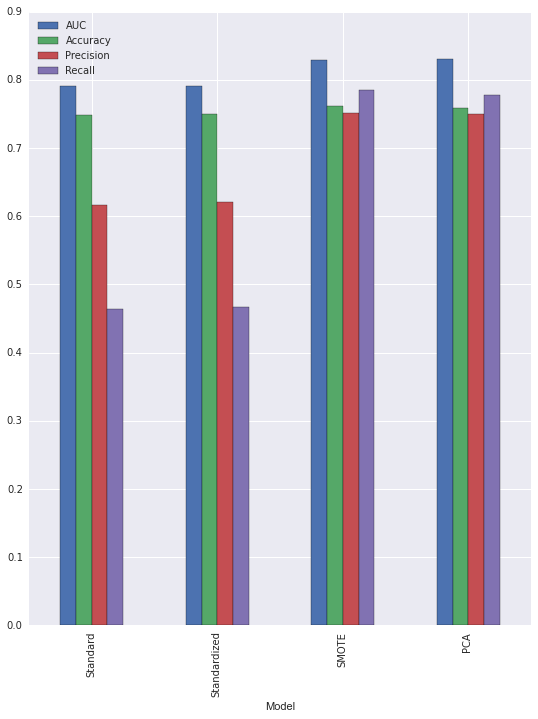 0.9
AUC
Accuracy
Precision
Recall
0.8
0.7
0.6
0.5
0.4
0.3
0.2
0.1
0.0
Standard
Standardized
SMOTE
PCA
Model